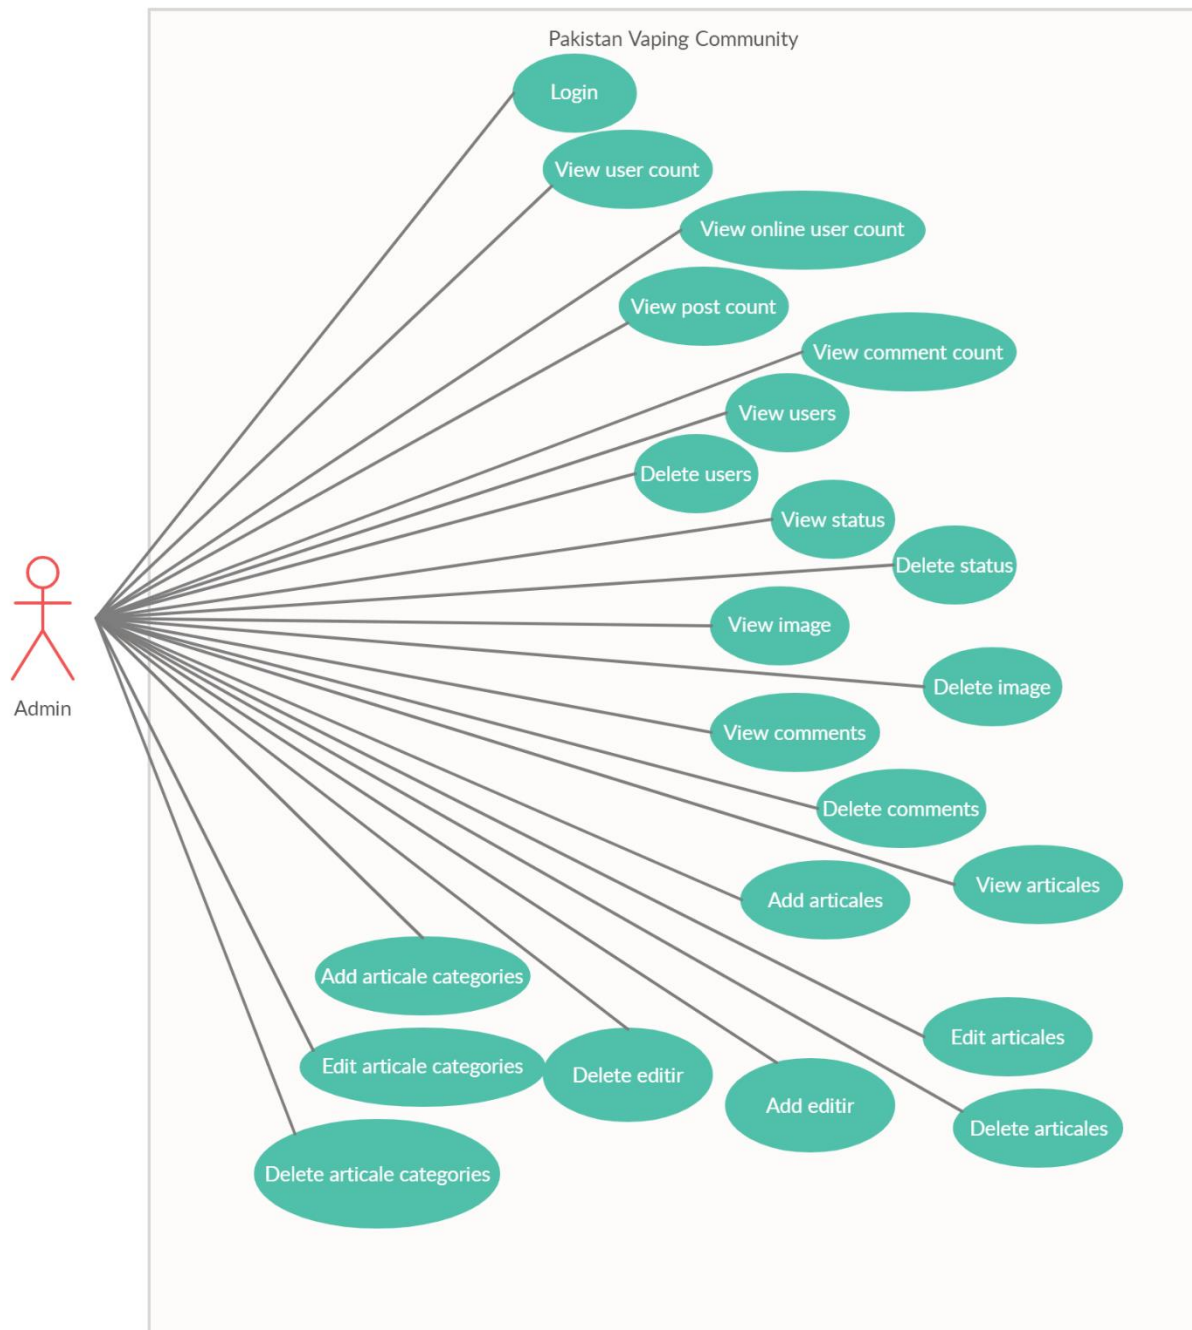 Pakistan Vaping Community
Login
View user count
View online user count
View post count
View comment count
View users
Delete users
View status
Delete status
View image
Delete image
Admin
View comments
Delete comments
View articales
Add articales
Add articale categories
Edit articales
Edit articale categories
Delete editir
Add editir
Delete articales
Delete articale categories